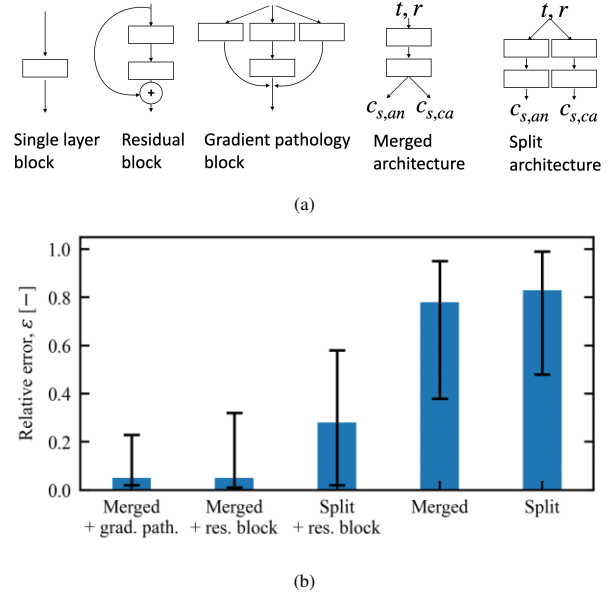 t, r
t, r
+
c_{s,an} c_{s,ca}
c_{s,an} c_{s,ca}
Single layer block
Residual block
Gradient pathology block
Merged architecture
Split architecture
(a)
Relative error, ε [−]
1.0
0.8
0.6
0.4
0.2
0.0
Merged
+ grad. path.
Merged
+ res. block
Split
+ res. block
Merged
Split
(b)